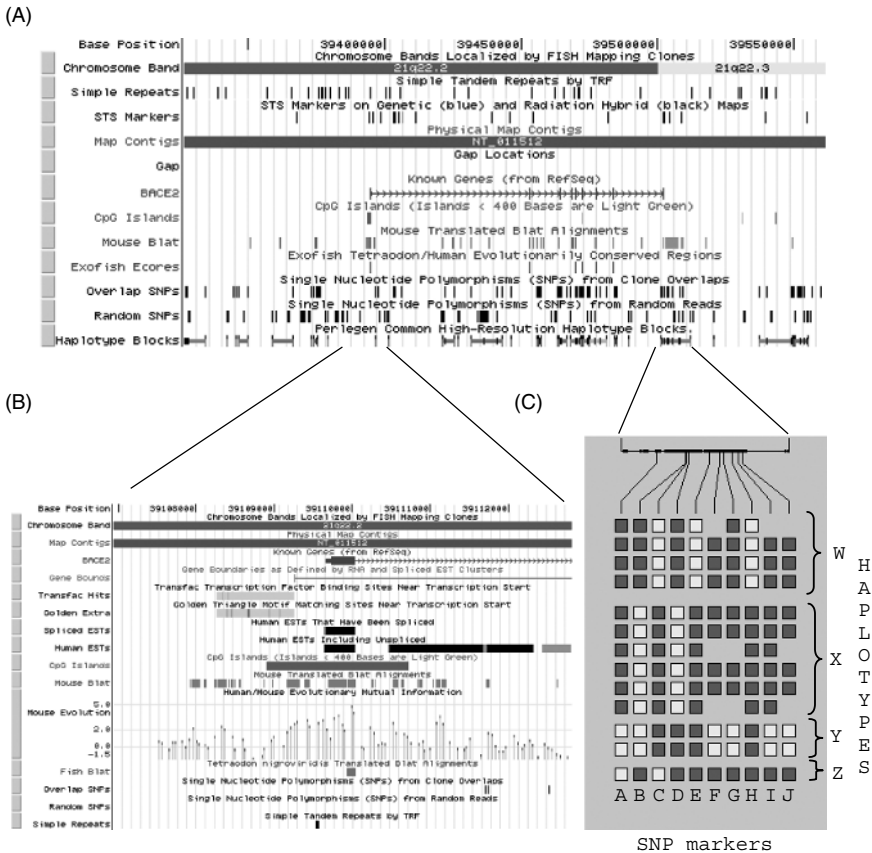 (A)
Base Position 39400000 39450000 39500000 39550000
Chromosome Bands Localized by FISH Mapping Clones
Chromosome Band 21q22.2 21q22.3
Simple Tandem Repeats by TRF
Simple Repeats
STS Markers on Genetic (blue) and Radiation Hybrid (black) Maps
STS Markers
Physical Map Contigs
Map Contigs NT_011512
Gap Locations
Gap
Known Genes (from RefSeq)
BACE2
CpG Islands (Islands < 400 Bases are Light Green)
CpG Islands
Mouse Translated Blat Alignments
Mouse Blat
Exofish Tetraodon/Human Evolutionarily Conserved Regions
Exofish Ecores
Single Nucleotide Polymorphisms (SNPs) from Clone Overlaps
Overlap SNPs
Single Nucleotide Polymorphisms (SNPs) from Random Reads
Random SNPs
Perlegen Common High-Resolution Haplotype Blocks.
Haplotype Blocks
(B)
Base Position 39108000 39109000 39110000 39111000 39112000
Chromosome Bands Localized by FISH Mapping Clones
Chromosome Band 21q22.2
Physical Map Contigs
Map Contigs NT_011512
Known Genes (from RefSeq)
BACE2
Gene Boundaries as Defined by RNA and Spliced EST Clusters
Gene Bounds
Transfac Transcription Factor Binding Sites Near Transcription Start
Transfac Hits
Golden Triangle Motif Matching Sites Near Transcription Start
Golden Extra
Human ESTs That Have Been Spliced
Spliced ESTs
Human ESTs Including Unspliced
Human ESTs
CpG Islands (Islands < 400 Bases are Light Green)
CpG Islands
Mouse Translated Blat Alignments
Mouse Blat
Human/Mouse Evolutionary Mutual Information
5.0
Mouse Evolution
2.0
0.0
-1.5
Tetraodon nigroviridis Translated Blat Alignments
Fish Blat
Single Nucleotide Polymorphisms (SNPs) from Clone Overlaps
Overlap SNPs
Single Nucleotide Polymorphisms (SNPs) from Random Reads
Random SNPs
Simple Tandem Repeats by TRF
Simple Repeats
(C)
W
X
Y
Z
HAPLOTYPES
A B C D E F G H I J
SNP markers